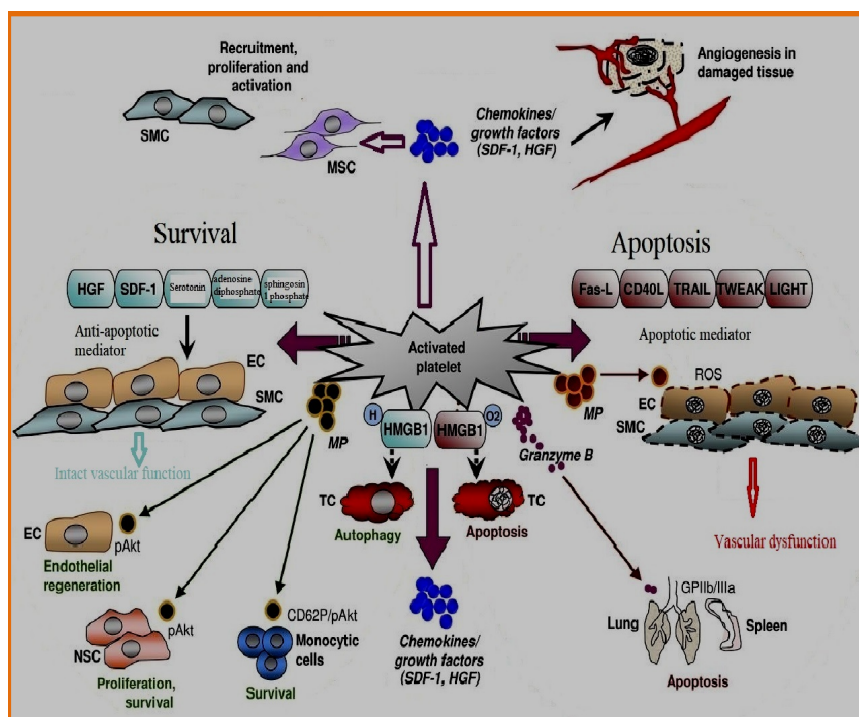 Recruitment,
proliferation and
activation
SMC
MSC
Chemokines/
growth factors
(SDF-1, HGF)
Angiogenesis in
damaged tissue
Survival
HGF
SDF-1
Serotonin
adenosine
diphosphate
sphingosin
1 phosphate
Anti-apoptotic
mediator
EC
SMC
Intact vascular function
Apoptosis
Fas-L
CD40L
TRAIL
TWEAK
LIGHT
Apoptotic mediator
ROS
MP
EC
SMC
Vascular dysfunction
Activated
platelet
MP
H
HMGB1
HMGB1
O2
Granzyme B
TC
Autophagy
TC
Apoptosis
EC
pAkt
Endothelial
regeneration
pAkt
NSC
Proliferation,
survival
CD62P/pAkt
Monocytic
cells
Survival
Chemokines/
growth factors
(SDF-1, HGF)
GPIIb/IIIa
Lung
Spleen
Apoptosis